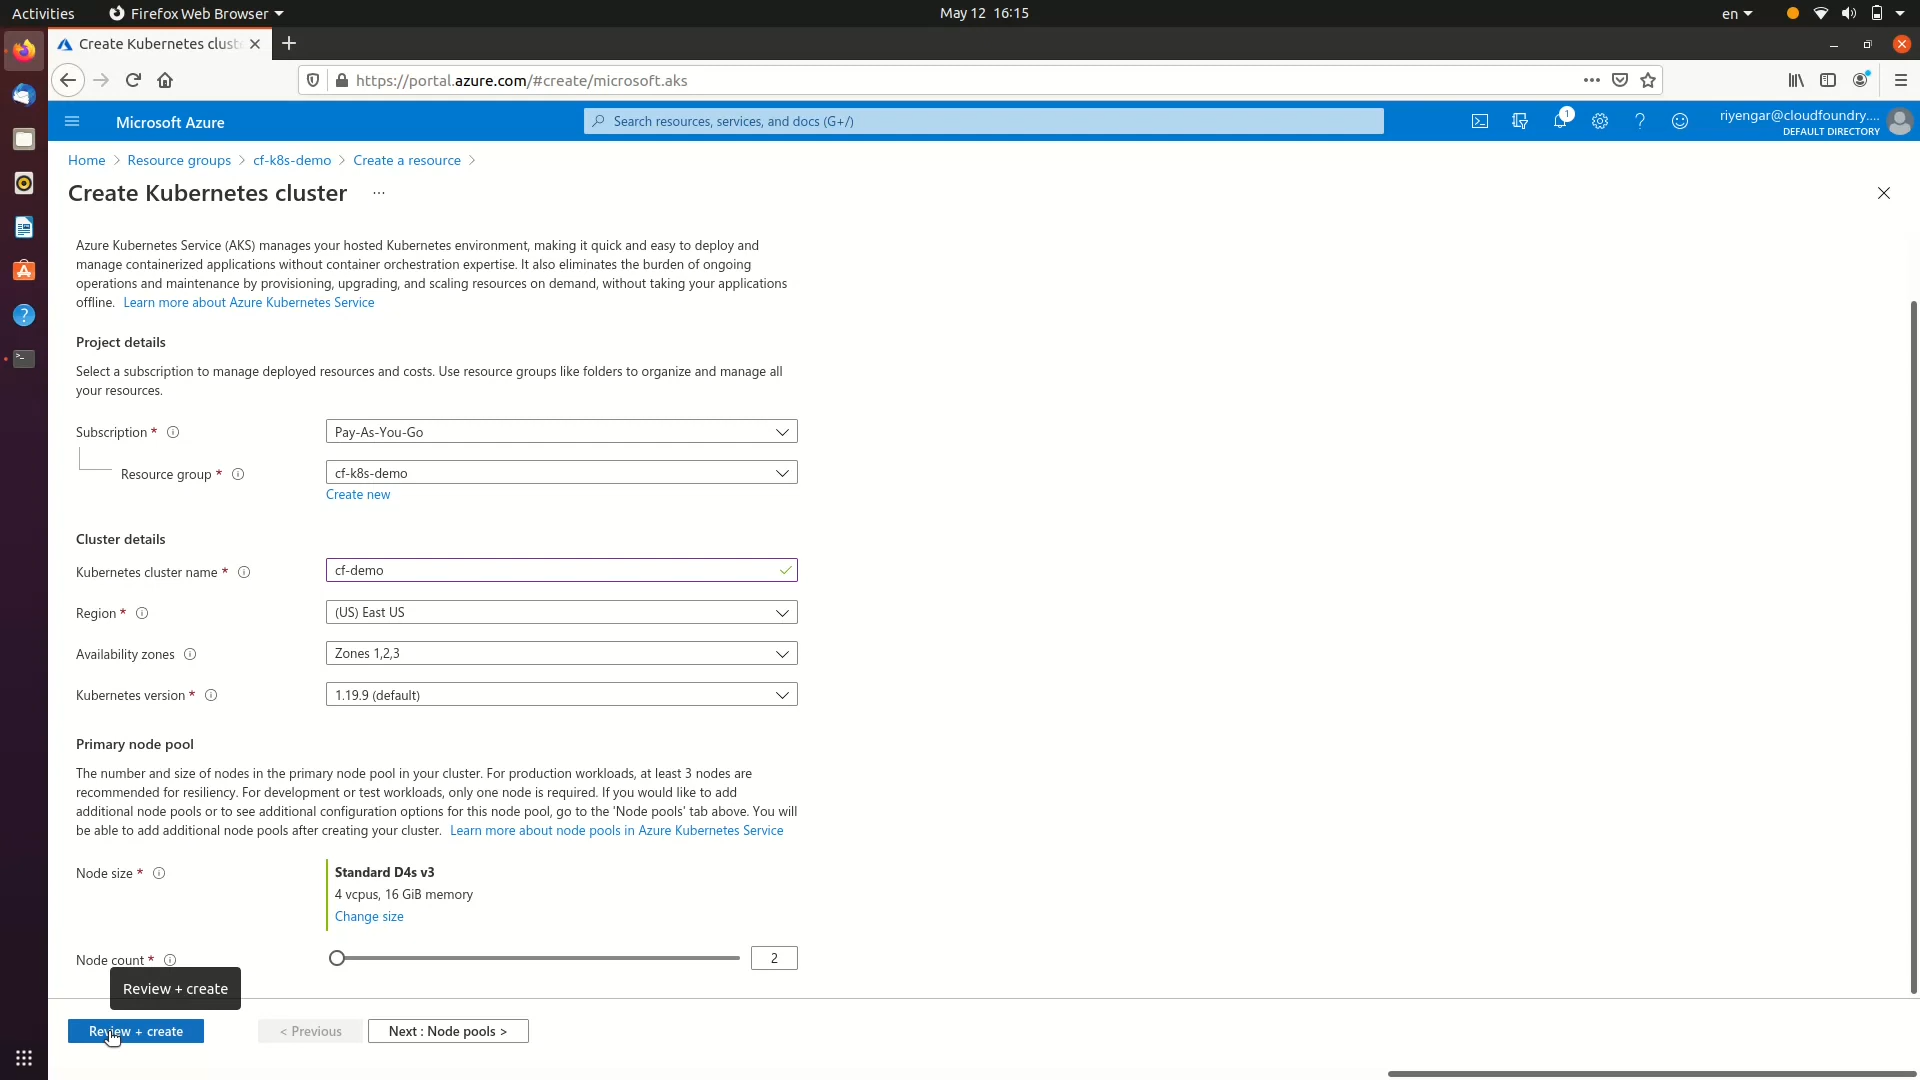 Activities
Firefox Web Browser
May 12 16:15
en
Create Kubernetes clust
https://portal.azure.com/#create/microsoft.aks
Microsoft Azure
Search resources, services, and docs (G+/)
1
riyengar@cloudfoundry....
DEFAULT DIRECTORY
Home > Resource groups > cf-k8s-demo > Create a resource >
Create Kubernetes cluster ...
Azure Kubernetes Service (AKS) manages your hosted Kubernetes environment, making it quick and easy to deploy and
manage containerized applications without container orchestration expertise. It also eliminates the burden of ongoing
operations and maintenance by provisioning, upgrading, and scaling resources on demand, without taking your applications
offline. Learn more about Azure Kubernetes Service
Project details
Select a subscription to manage deployed resources and costs. Use resource groups like folders to organize and manage all
your resources.
Subscription *
Pay-As-You-Go
Resource group *
cf-k8s-demo
Create new
Cluster details
Kubernetes cluster name *
cf-demo
Region *
(US) East US
Availability zones
Zones 1,2,3
Kubernetes version *
1.19.9 (default)
Primary node pool
The number and size of nodes in the primary node pool in your cluster. For production workloads, at least 3 nodes are
recommended for resiliency. For development or test workloads, only one node is required. If you would like to add
additional node pools or to see additional configuration options for this node pool, go to the 'Node pools' tab above. You will
be able to add additional node pools after creating your cluster. Learn more about node pools in Azure Kubernetes Service
Node size *
Standard D4s v3
4 vcpus, 16 GiB memory
Change size
Node count *
2
Review + create
Review + create
< Previous
Next : Node pools >